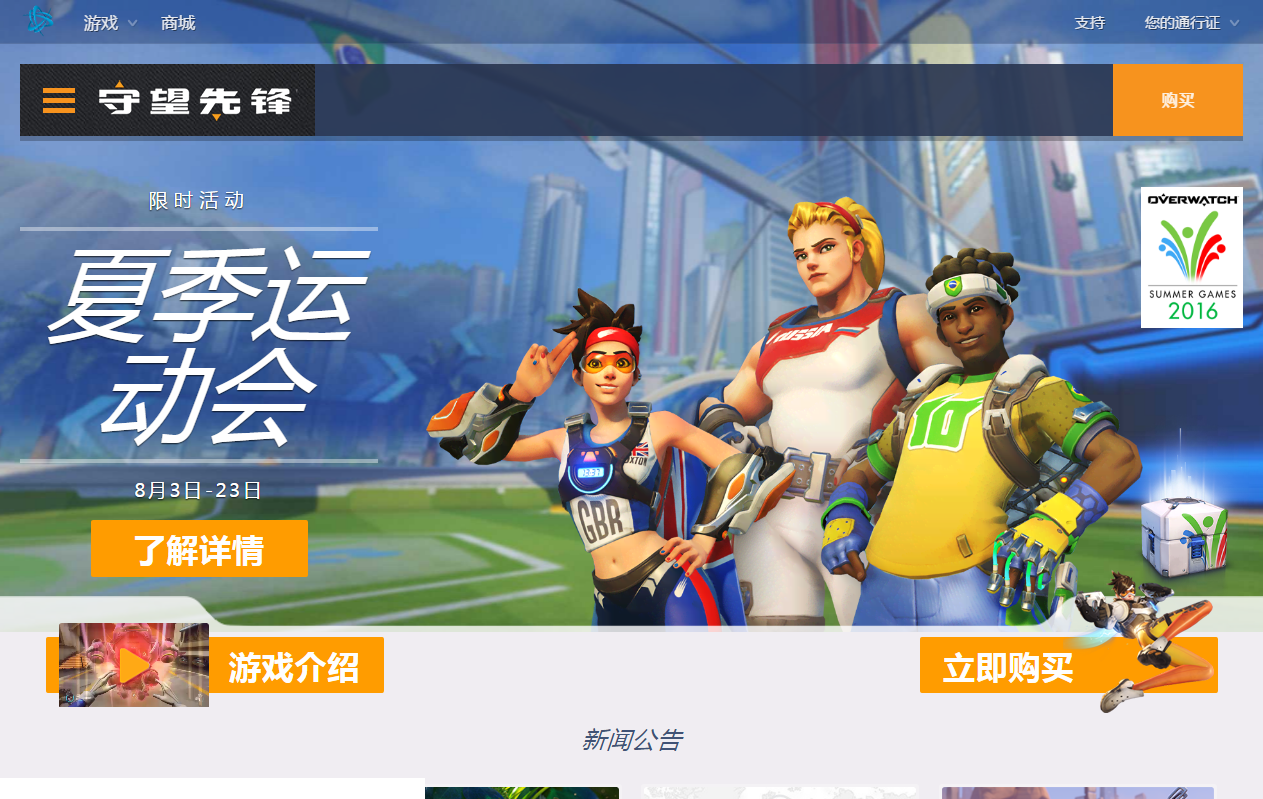 游戏
商城
支持
您的通行证
守望先锋
购买
限时活动
夏季运
动会
8月3日-23日
了解详情
OVERWATCH
SUMMER GAMES
2016
RUSSIA
10
GBR
游戏介绍
立即购买
新闻公告